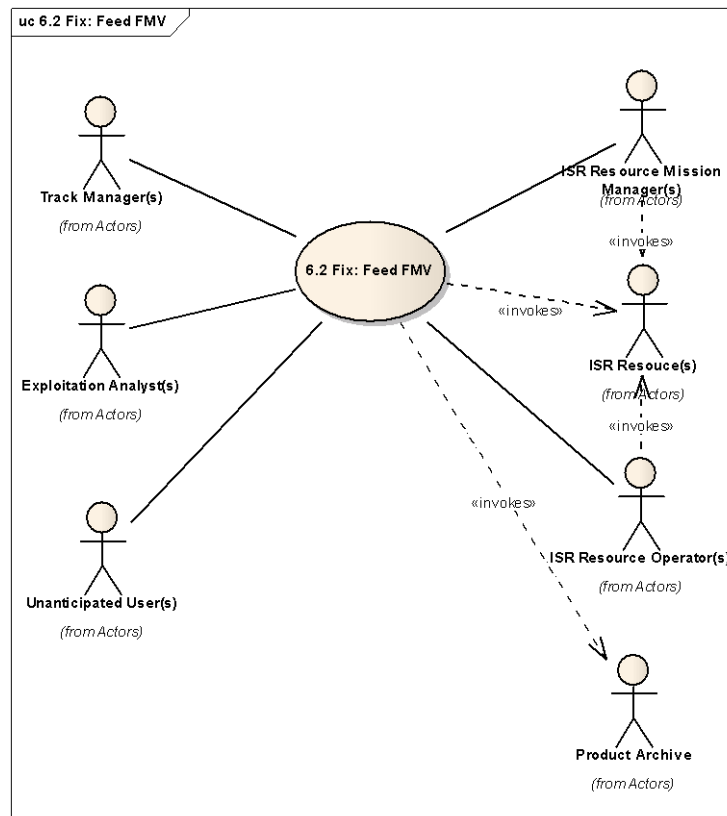 uc 6.2 Fix: Feed FMV
Track Manager(s)
(from Actors)
ISR Resource Mission
Manager(s)
(from Actors)
«invokes»
6.2 Fix: Feed FMV
«invokes»
Exploitation Analyst(s)
(from Actors)
ISR Resouce(s)
(from Actors)
«invokes»
«invokes»
Unanticipated User(s)
(from Actors)
ISR Resource Operator(s)
(from Actors)
Product Archive
(from Actors)